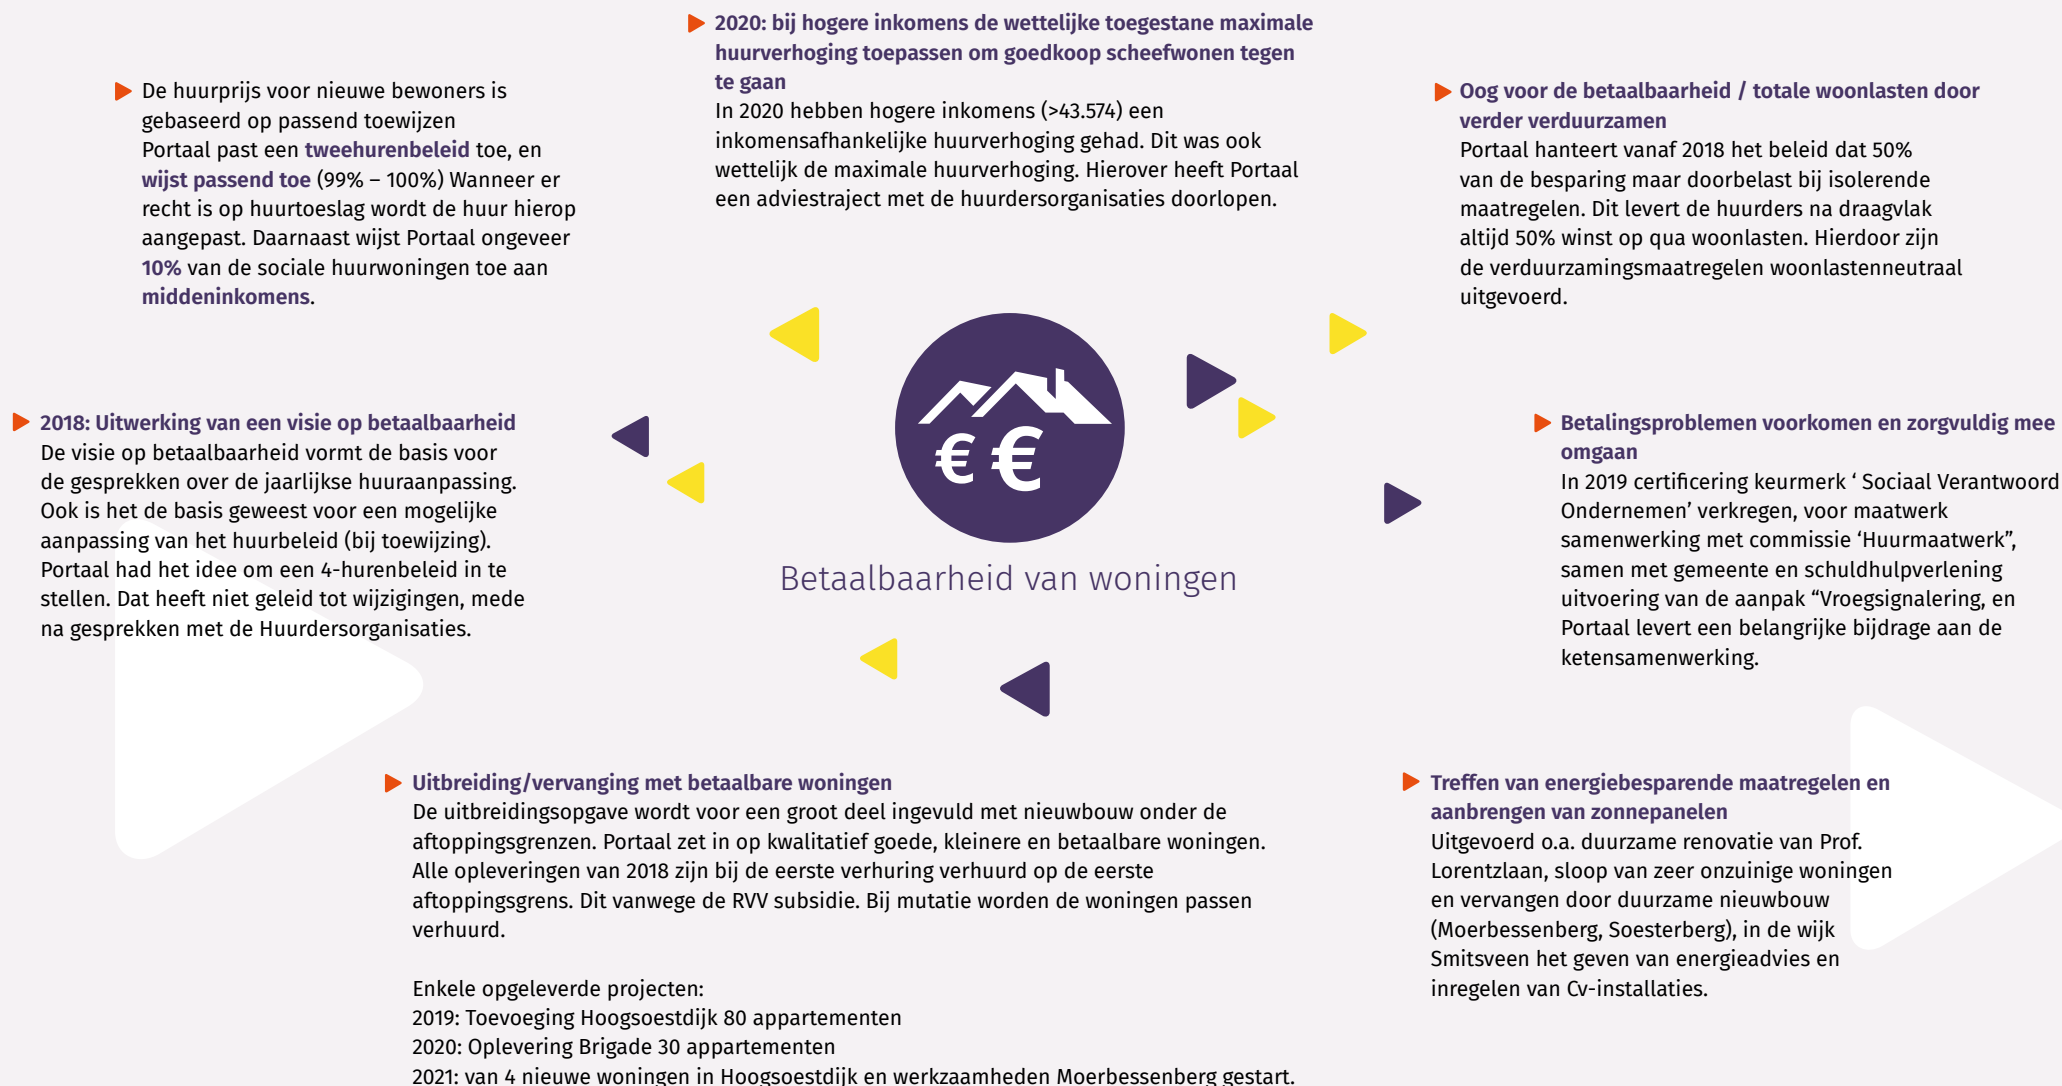 De huurprijs voor nieuwe bewoners is
gebaseerd op passend toewijzen
Portaal past een tweehurenbeleid toe, en
wijst passend toe (99% – 100%) Wanneer er
recht is op huurtoeslag wordt de huur hierop
aangepast. Daarnaast wijst Portaal ongeveer
10% van de sociale huurwoningen toe aan
middeninkomens.
2020: bij hogere inkomens de wettelijke toegestane maximale
huurverhoging toepassen om goedkoop scheefwonen tegen
te gaan
In 2020 hebben hogere inkomens (>43.574) een
inkomensafhankelijke huurverhoging gehad. Dit was ook
wettelijk de maximale huurverhoging. Hierover heeft Portaal
een adviestraject met de huurdersorganisaties doorlopen.
Oog voor de betaalbaarheid / totale woonlasten door
verder verduurzamen
Portaal hanteert vanaf 2018 het beleid dat 50%
van de besparing maar doorbelast bij isolerende
maatregelen. Dit levert de huurders na draagvlak
altijd 50% winst op qua woonlasten. Hierdoor zijn
de verduurzamingsmaatregelen woonlastenneutraal
uitgevoerd.
2018: Uitwerking van een visie op betaalbaarheid
De visie op betaalbaarheid vormt de basis voor
de gesprekken over de jaarlijkse huuraanpassing.
Ook is het de basis geweest voor een mogelijke
aanpassing van het huurbeleid (bij toewijzing).
Portaal had het idee om een 4-hurenbeleid in te
stellen. Dat heeft niet geleid tot wijzigingen, mede
na gesprekken met de Huurdersorganisaties.
€ €
Betaalbaarheid van woningen
Betalingsproblemen voorkomen en zorgvuldig mee
omgaan
In 2019 certificering keurmerk ‘ Sociaal Verantwoord
Ondernemen’ verkregen, voor maatwerk
samenwerking met commissie ‘Huurmaatwerk”,
samen met gemeente en schuldhulpverlening
uitvoering van de aanpak “Vroegsignalering, en
Portaal levert een belangrijke bijdrage aan de
ketensamenwerking.
Uitbreiding/vervanging met betaalbare woningen
De uitbreidingsopgave wordt voor een groot deel ingevuld met nieuwbouw onder de
aftoppingsgrenzen. Portaal zet in op kwalitatief goede, kleinere en betaalbare woningen.
Alle opleveringen van 2018 zijn bij de eerste verhuring verhuurd op de eerste
aftoppingsgrens. Dit vanwege de RVV subsidie. Bij mutatie worden de woningen passen
verhuurd.
Enkele opgeleverde projecten:
2019: Toevoeging Hoogsoestdijk 80 appartementen
2020: Oplevering Brigade 30 appartementen
2021: van 4 nieuwe woningen in Hoogsoestdijk en werkzaamheden Moerbessenberg gestart.
Treffen van energiebesparende maatregelen en
aanbrengen van zonnepanelen
Uitgevoerd o.a. duurzame renovatie van Prof.
Lorentzlaan, sloop van zeer onzuinige woningen
en vervangen door duurzame nieuwbouw
(Moerbessenberg, Soesterberg), in de wijk
Smitsveen het geven van energieadvies en
inregelen van Cv-installaties.